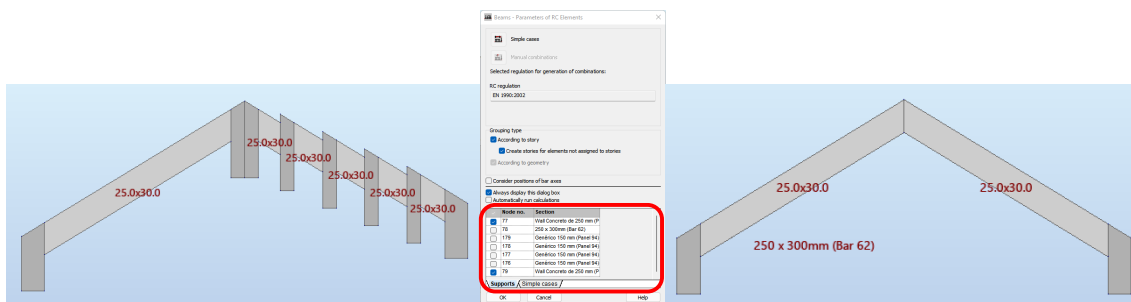 25.0x30.0
25.0x30.0
25.0x30.0
25.0x30.0
25.0x30.0
25.0x30.0
Beams - Parameters of RC Elements
Simple cases
Manual combinations
Selected regulation for generation of combinations:
RC regulation
EN 1990:2002
Grouping type
According to story
Create stories for elements not assigned to stories
According to geometry
Consider positions of bar axes
Always display this dialog box
Automatically run calculations
Node no. Section
77 Wall Concreto de 250 mm (P
78 250 x 300mm (Bar 62)
179 Genérico 150 mm (Panel 94)
178 Genérico 150 mm (Panel 94)
177 Genérico 150 mm (Panel 94)
176 Genérico 150 mm (Panel 94)
79 Wall Concreto de 250 mm (P
Supports Simple cases
OK Cancel Help
25.0x30.0 25.0x30.0
250 x 300mm (Bar 62)